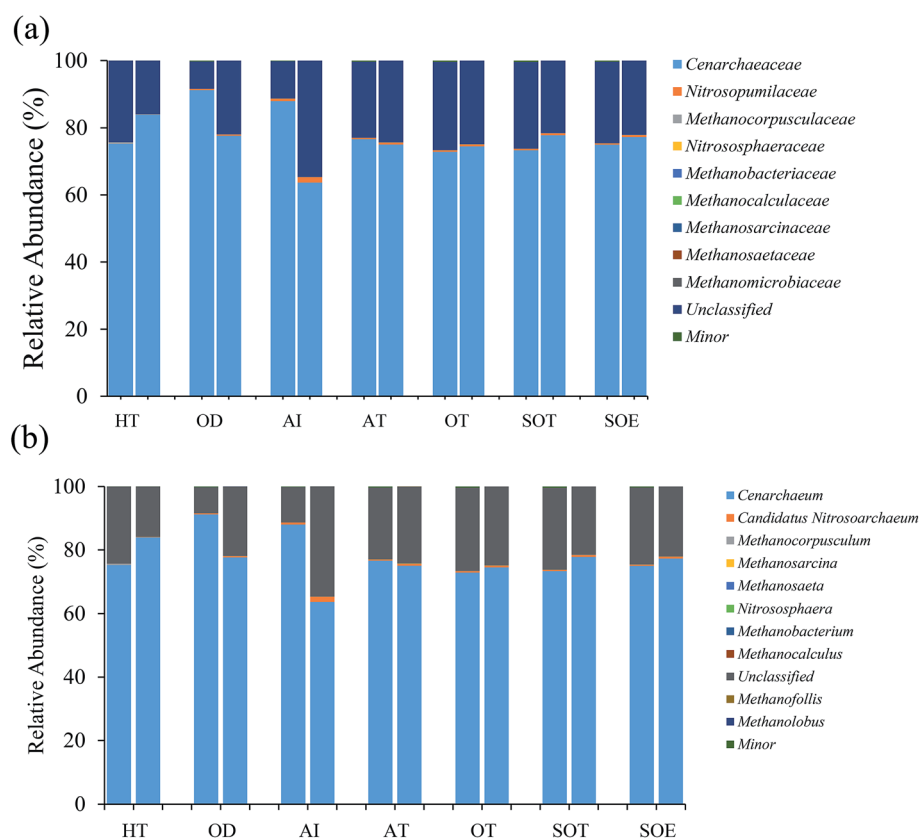 (a)
Relative Abundance (%)
100
80
60
40
20
0
HT OD AI AT OT SOT SOE
Cenarchaeaceae
Nitrosopumilaceae
Methanocorpusculaceae
Nitrososphaeraceae
Methanobacteriaceae
Methanocalculaceae
Methanosarcinaceae
Methanosaetaceae
Methanomicrobiaceae
Unclassified
Minor
(b)
Relative Abundance (%)
100
80
60
40
20
0
HT OD AI AT OT SOT SOE
Cenarchaeum
Candidatus Nitrosoarchaeum
Methanocorpusculum
Methanosarcina
Methanosaeta
Nitrososphaera
Methanobacterium
Methanocalculus
Unclassified
Methanofollis
Methanolobus
Minor